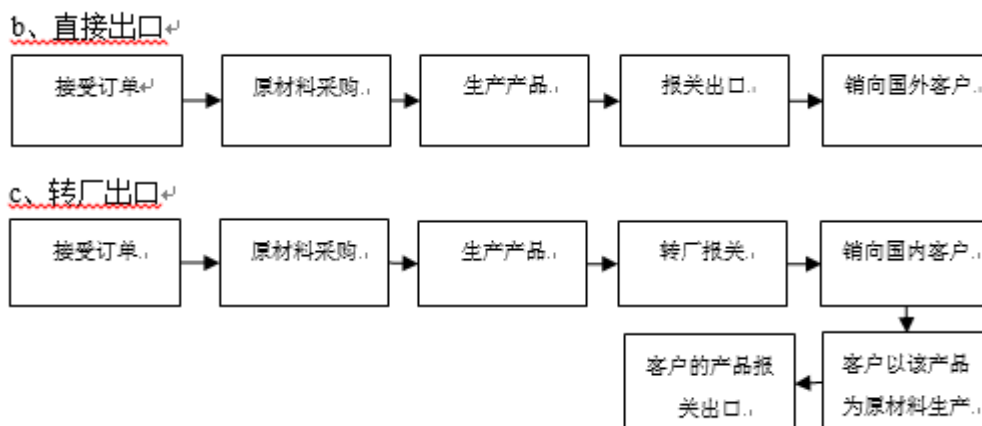 b、直接出口
接受订单
原材料采购
生产产品
报关出口
销向国外客户
c、转厂出口
接受订单
原材料采购
生产产品
转厂报关
销向国内客户
客户以该产品
为原材料生产
客户的产品报
关出口